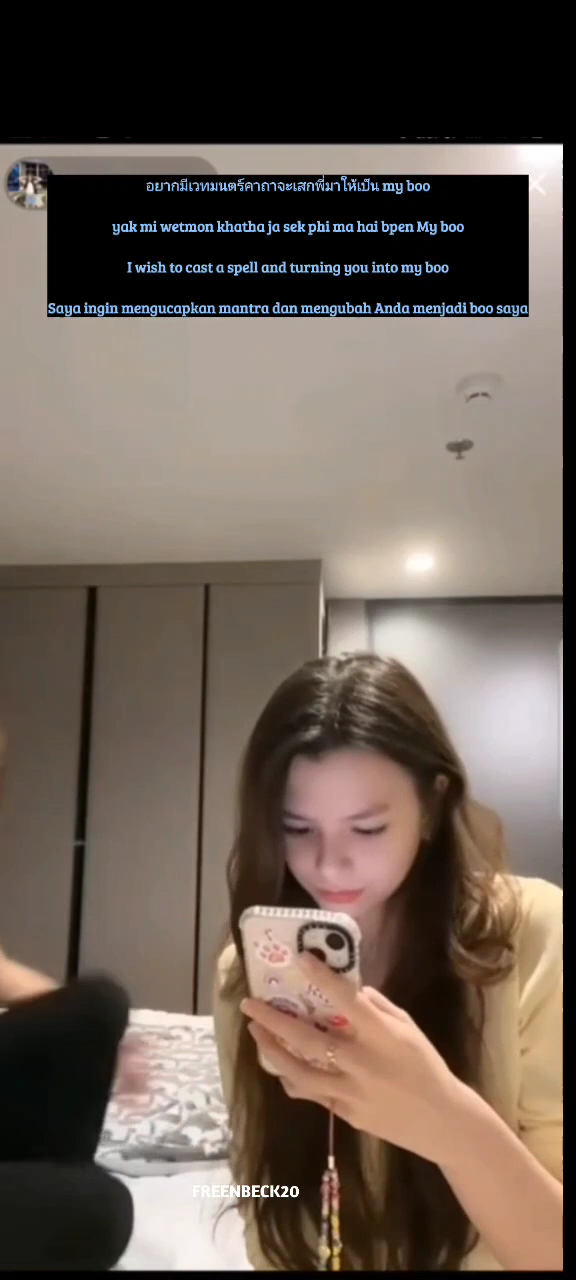 อยากมีเวทมนตร์คาถาจะเสกพี่มาให้เป็น my boo
yak mi wetmon khatha ja sek phi ma hai bpen My boo
I wish to cast a spell and turning you into my boo
Saya ingin mengucapkan mantra dan mengubah Anda menjadi boo saya
FREENBECK20